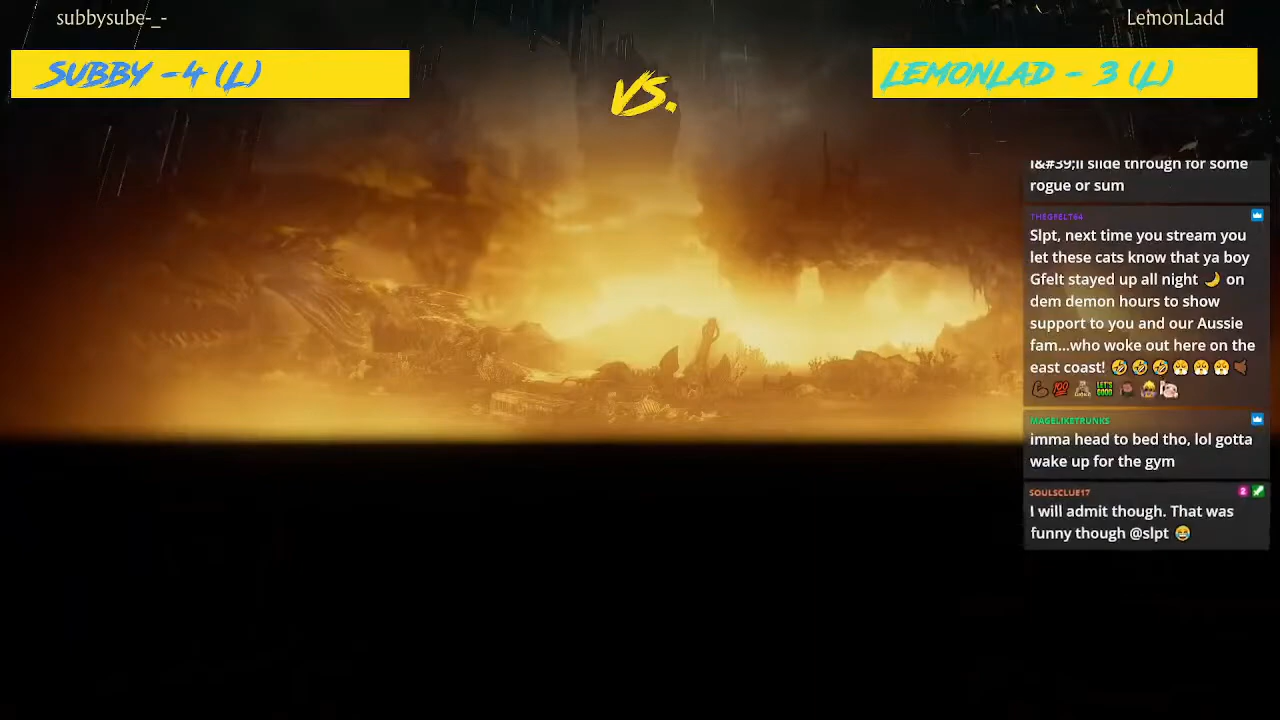 subbysube-_-
LemonLadd
SUBBY -4 (L)
VS.
LEMONLAD - 3 (L)
I&#39;ll slide through for some
rogue or sum
THEGFELT64
Slpt, next time you stream you
let these cats know that ya boy
Gfelt stayed up all night 🌙 on
dem demon hours to show
support to you and our Aussie
fam...who woke out here on the
east coast! 🤣 🤣 🤣 😤 😤 😤
💯 LET'S GOOO
MAGELIKETRUNKS
imma head to bed tho, lol gotta
wake up for the gym
SOULSCLUE17
2
I will admit though. That was
funny though @slpt 😂